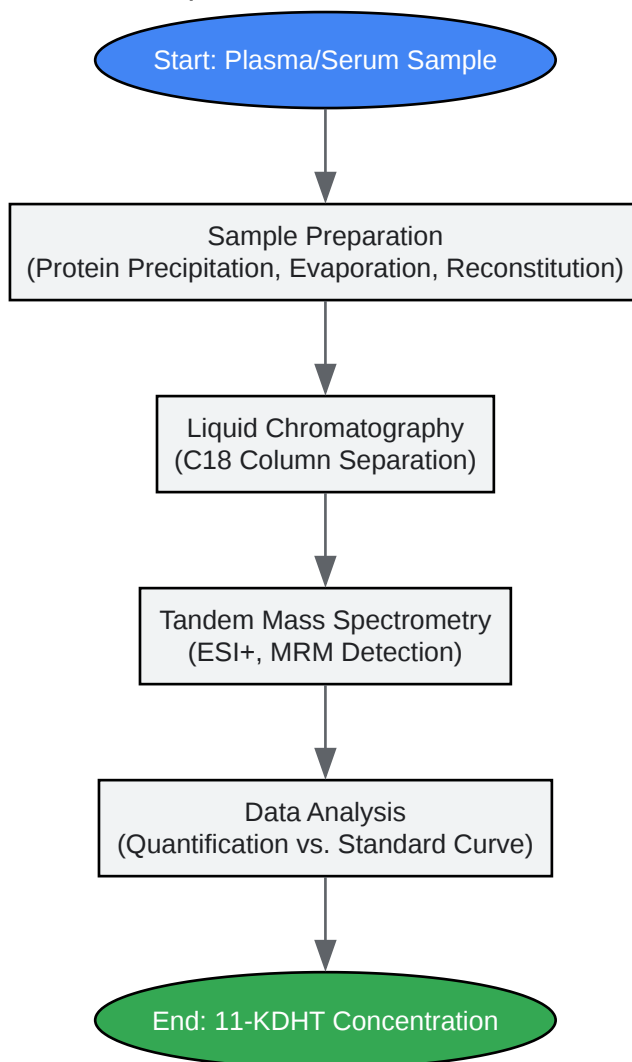 Start: Plasma/Serum Sample
Sample Preparation
(Protein Precipitation, Evaporation, Reconstitution)
Liquid Chromatography
(C18 Column Separation)
Tandem Mass Spectrometry
(ESI+, MRM Detection)
Data Analysis
(Quantification vs. Standard Curve)
End: 11-KDHT Concentration